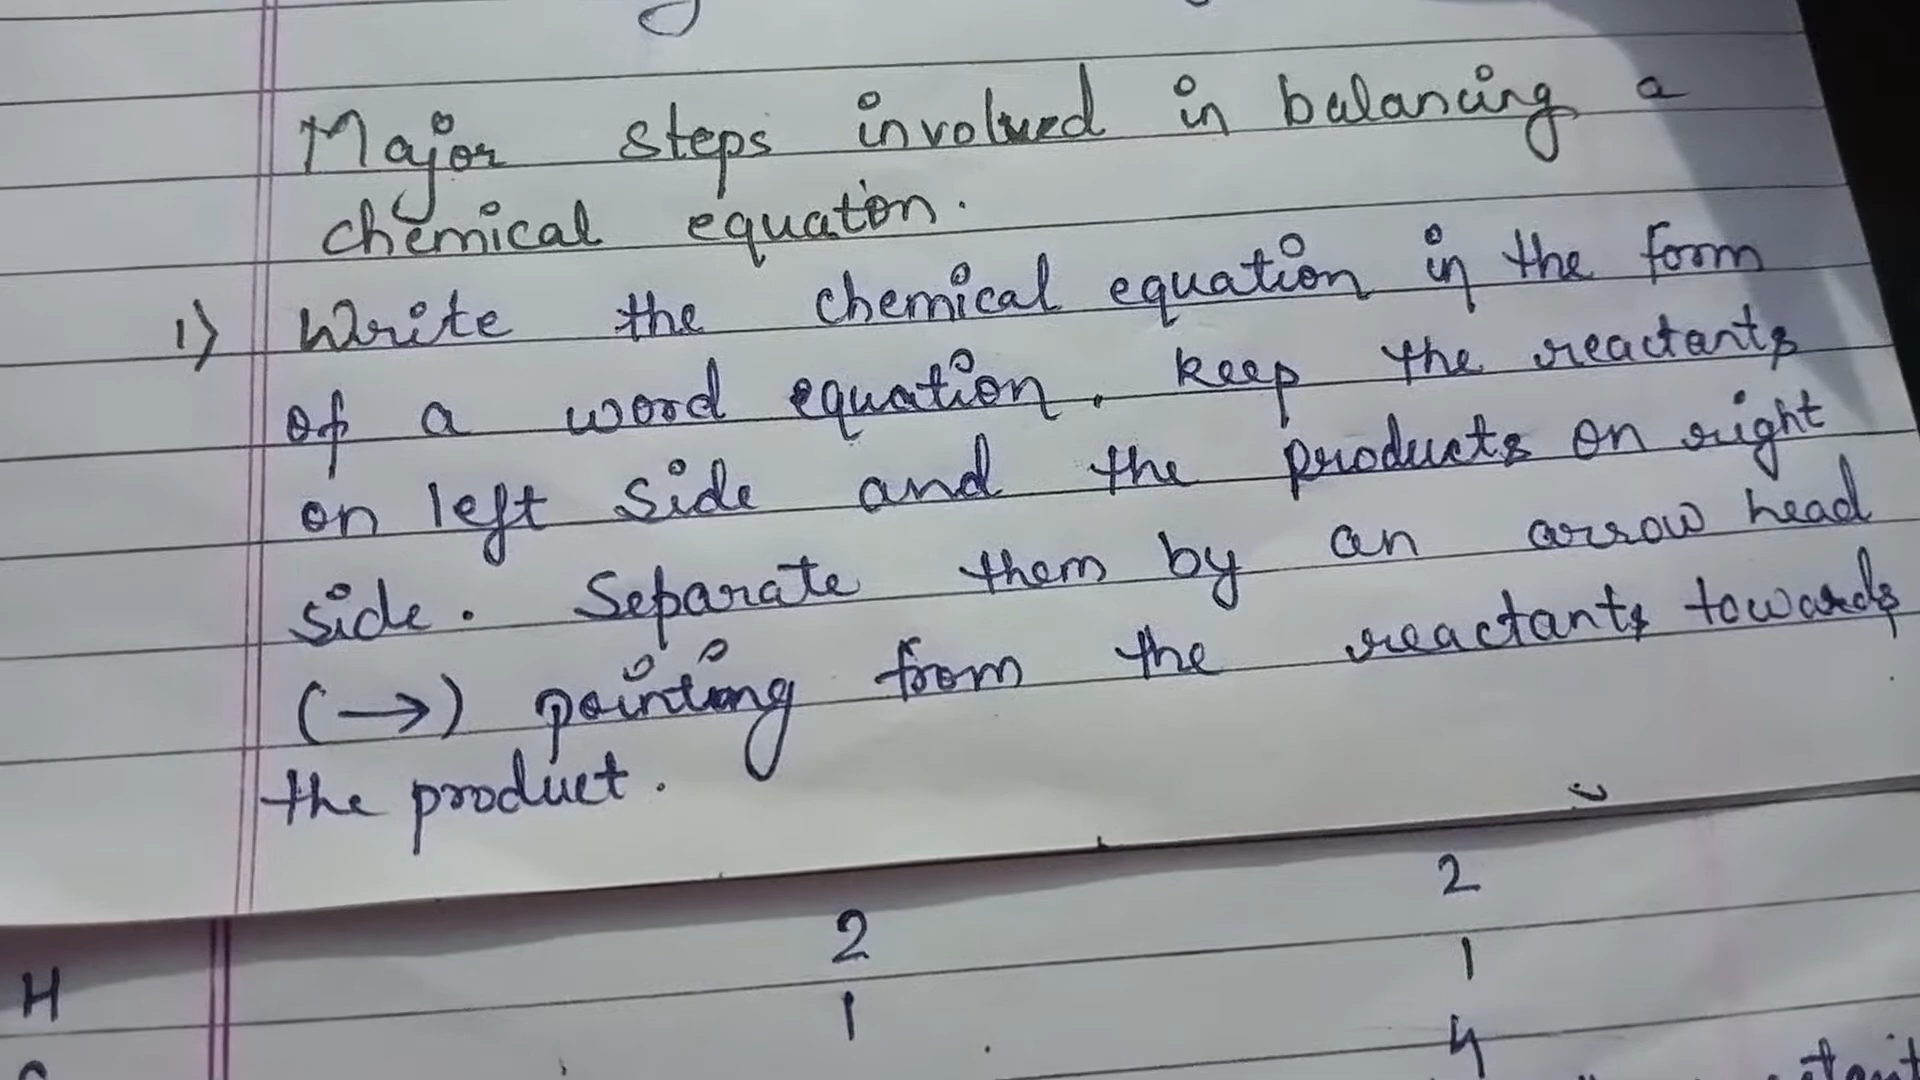 Major steps involved in balancing a
chemical equaton.
1) Write the chemical equation in the form
of a word equation. keep the reactants
on left side and the products on right
side. Separate them by an arrow head
(→) pointing from the reactants towards
the product.
2 2
H 1 1
4